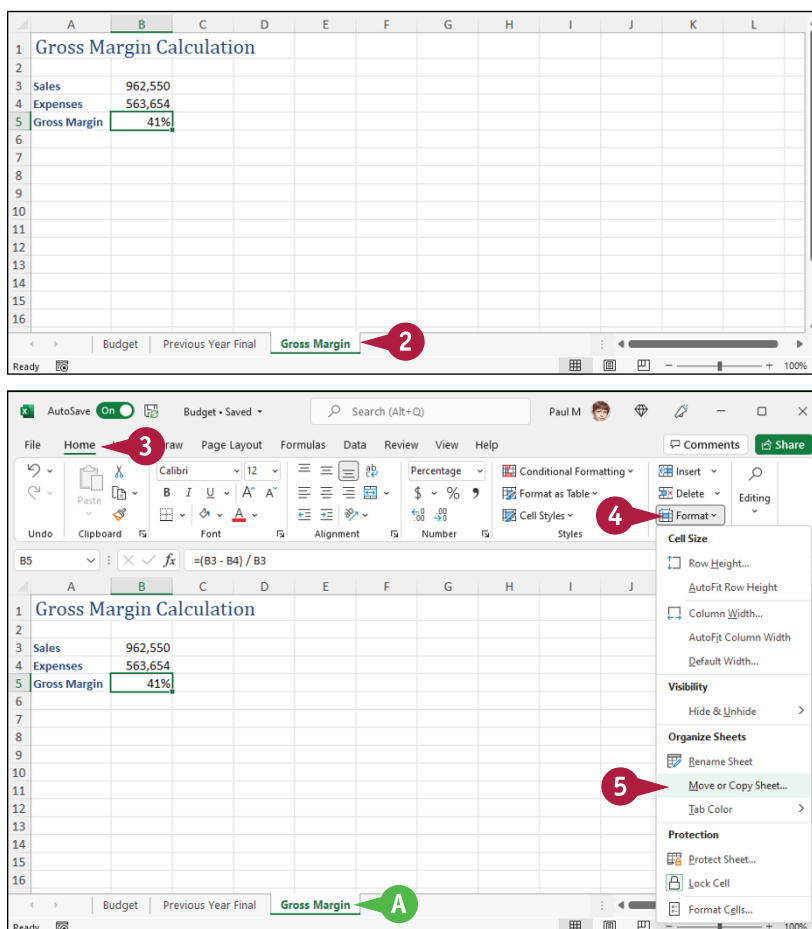 A B C D E F G H I J K L
1 Gross Margin Calculation
2
3 Sales 962,550
4 Expenses 563,654
5 Gross Margin 41%
6
7
8
9
10
11
12
13
14
15
16
Budget Previous Year Final Gross Margin 2
Ready 100%
AutoSave On Budget • Saved Search (Alt+Q) Paul M
File Home 3 raw Page Layout Formulas Data Review View Help Comments Share
Calibri 12 Percentage Conditional Formatting Insert
Paste B I U A A $ % Format as Table Delete Editing
A Cell Styles 4 Format
Undo Clipboard Font Alignment Number Styles
Cell Size
B5 fx =(B3 - B4) / B3
Row Height...
AutoFit Row Height
Column Width...
AutoFit Column Width
Default Width...
Visibility
Hide & Unhide
Organize Sheets
Rename Sheet
5 Move or Copy Sheet...
Tab Color
Protection
Protect Sheet...
Lock Cell
Format Cells...
A B C D E F G H I J
1 Gross Margin Calculation
2
3 Sales 962,550
4 Expenses 563,654
5 Gross Margin 41%
6
7
8
9
10
11
12
13
14
15
16
Budget Previous Year Final Gross Margin A
Ready 100%